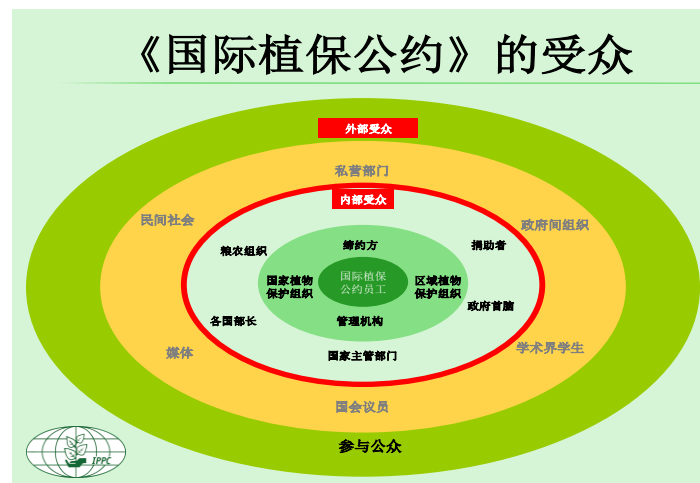 《国际植保公约》的受众
外部受众
私营部门
内部受众
民间社会
政府间组织
粮农组织
缔约方
捐助者
国家植物
保护组织
国际植保
公约员工
区域植物
保护组织
各国部长
管理机构
政府首脑
国家主管部门
媒体
学术界学生
国会议员
参与公众
IPPC